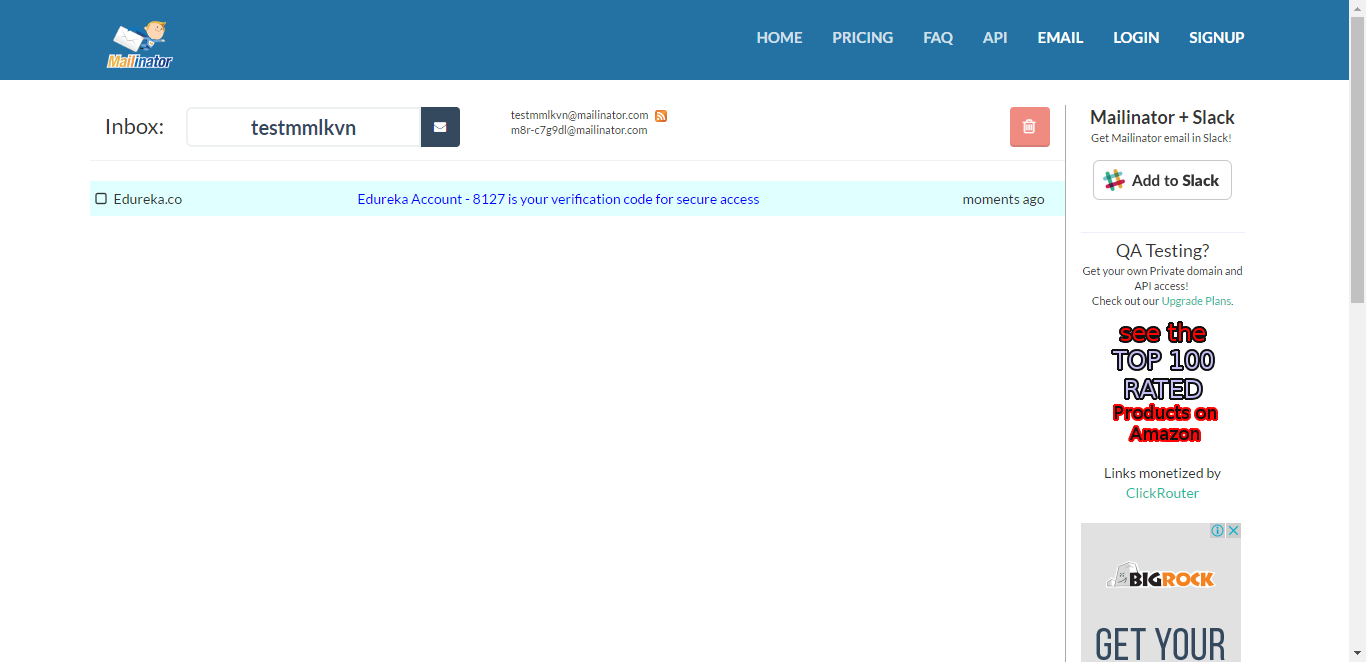 Mailinator
HOME PRICING FAQ API EMAIL LOGIN SIGNUP
Inbox: testmmlkvn
testmmlkvn@mailinator.com
m8r-c7g9dl@mailinator.com
Edureka.co Edureka Account - 8127 is your verification code for secure access moments ago
Mailinator + Slack
Get Mailinator email in Slack!
Add to Slack
QA Testing?
Get your own Private domain and
API access!
Check out our Upgrade Plans.
see the
TOP 100
RATED
Products on
Amazon
Links monetized by
ClickRouter
BIGROCK
GET YOUR